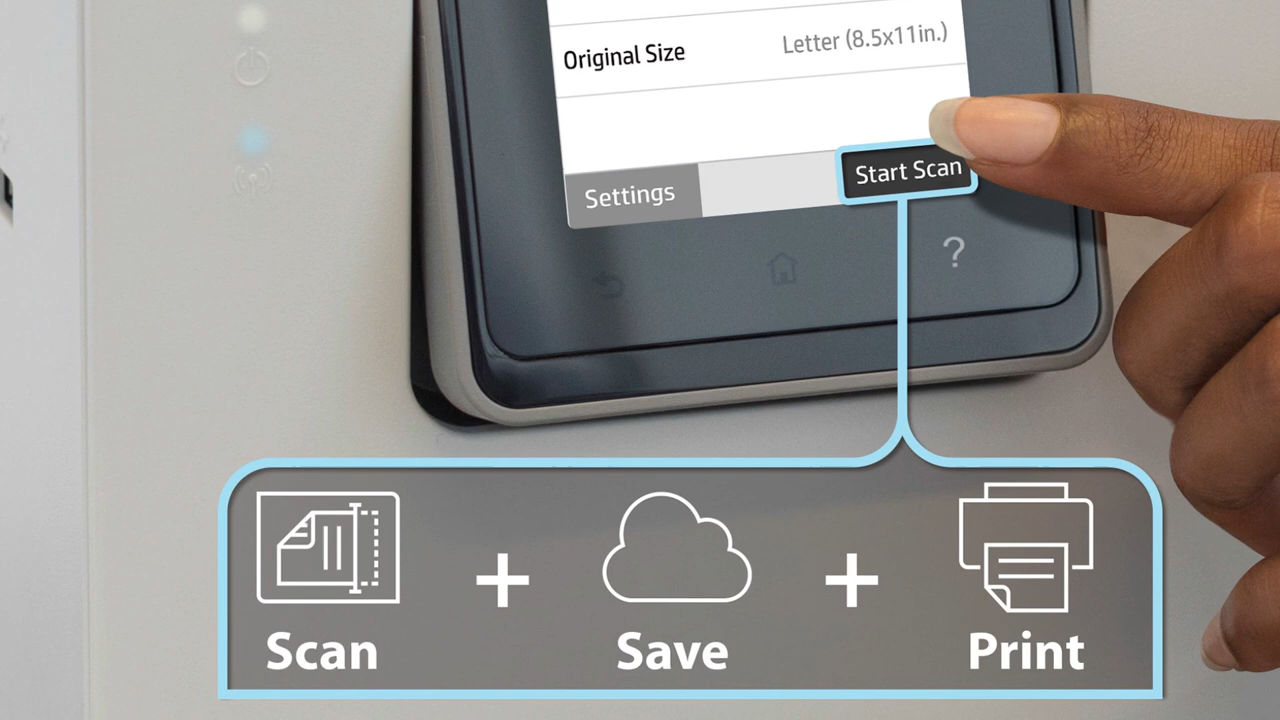 Original Size
Letter (8.5x11in.)
Settings
Start Scan
?
+
+
Scan
Save
Print